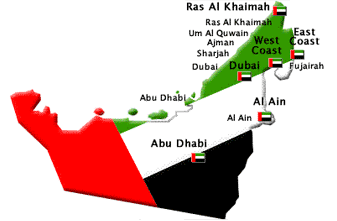 Ras Al Khaimah
Ras Al Khaimah
Um Al Quwain
Ajman
Sharjah
Dubai
West
Coast
East
Coast
Dubai
Fujairah
Abu Dhabi
Al Ain
Al Ain
Abu Dhabi